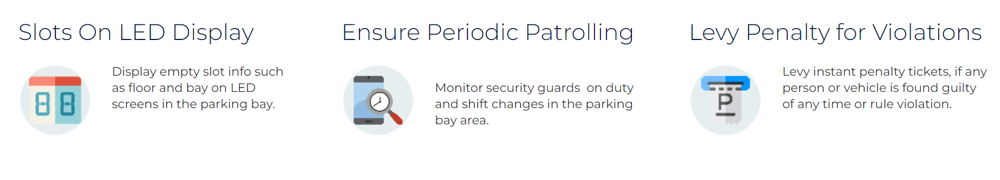 Slots On LED Display
Display empty slot info such
as floor and bay on LED
screens in the parking bay.
88
Ensure Periodic Patrolling
Monitor security guards  on duty
and shift changes in the parking
bay area.
Levy Penalty for Violations
P
Levy instant penalty tickets, if any
person or vehicle is found guilty
of any time or rule violation.